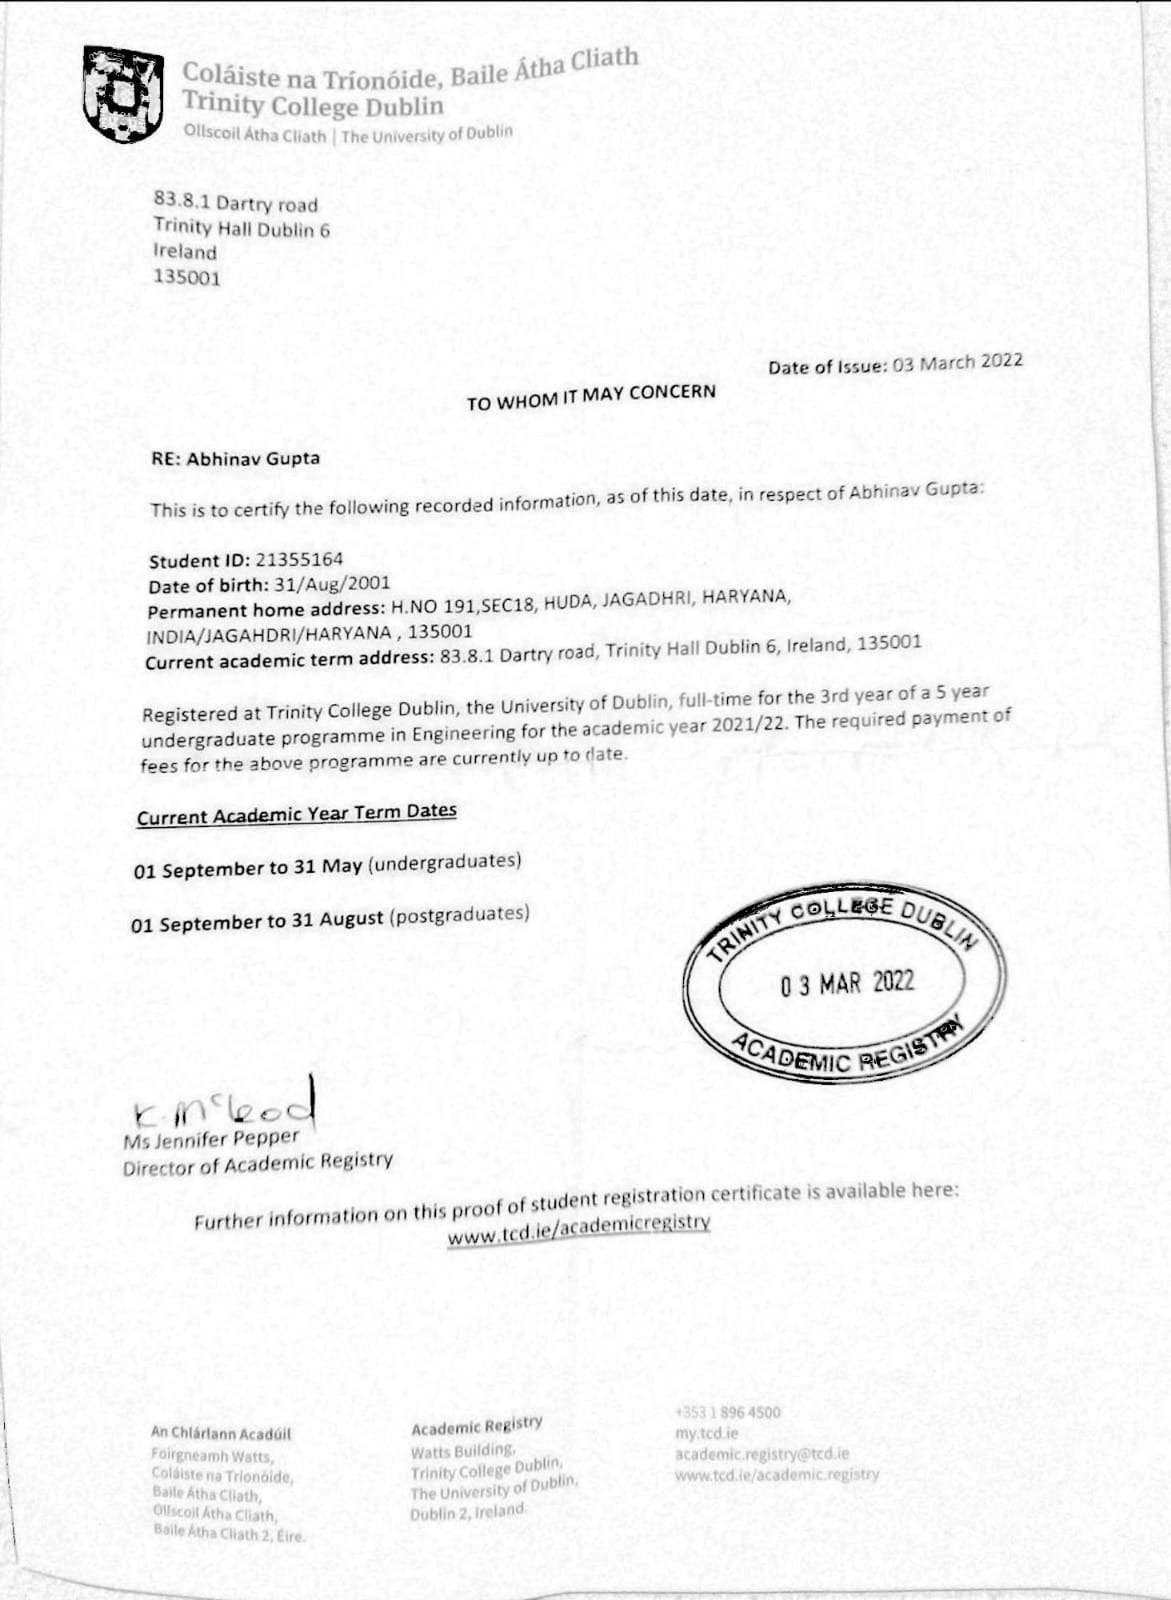 Coláiste na Tríonóide, Baile Átha Cliath
Trinity College Dublin
Ollscoil Átha Cliath | The University of Dublin
83.8.1 Dartry road
Trinity Hall Dublin 6
Ireland
135001
Date of Issue: 03 March 2022
TO WHOM IT MAY CONCERN
RE: Abhinav Gupta
This is to certify the following recorded information, as of this date, in respect of Abhinav Gupta:
Student ID: 21355164
Date of birth: 31/Aug/2001
Permanent home address: H.NO 191,SEC18, HUDA, JAGADHRI, HARYANA,
INDIA/JAGAHDRI/HARYANA , 135001
Current academic term address: 83.8.1 Dartry road, Trinity Hall Dublin 6, Ireland, 135001
Registered at Trinity College Dublin, the University of Dublin, full-time for the 3rd year of a 5 year
undergraduate programme in Engineering for the academic year 2021/22. The required payment of
fees for the above programme are currently up to date.
Current Academic Year Term Dates
01 September to 31 May (undergraduates)
01 September to 31 August (postgraduates)
TRINITY COLLEGE DUBLIN
03 MAR 2022
ACADEMIC REGISTRY
K. McLeod
Ms Jennifer Pepper
Director of Academic Registry
Further information on this proof of student registration certificate is available here:
www.tcd.ie/academicregistry
An Chlárlann Acadúil
Foirgneamh Watts,
Coláiste na Tríonóide,
Baile Átha Cliath,
Ollscoil Átha Cliath,
Baile Átha Cliath 2, Éire.
Academic Registry
Watts Building,
Trinity College Dublin,
The University of Dublin,
Dublin 2, Ireland.
+353 1 896 4500
my.tcd.ie
academic.registry@tcd.ie
www.tcd.ie/academic.registry